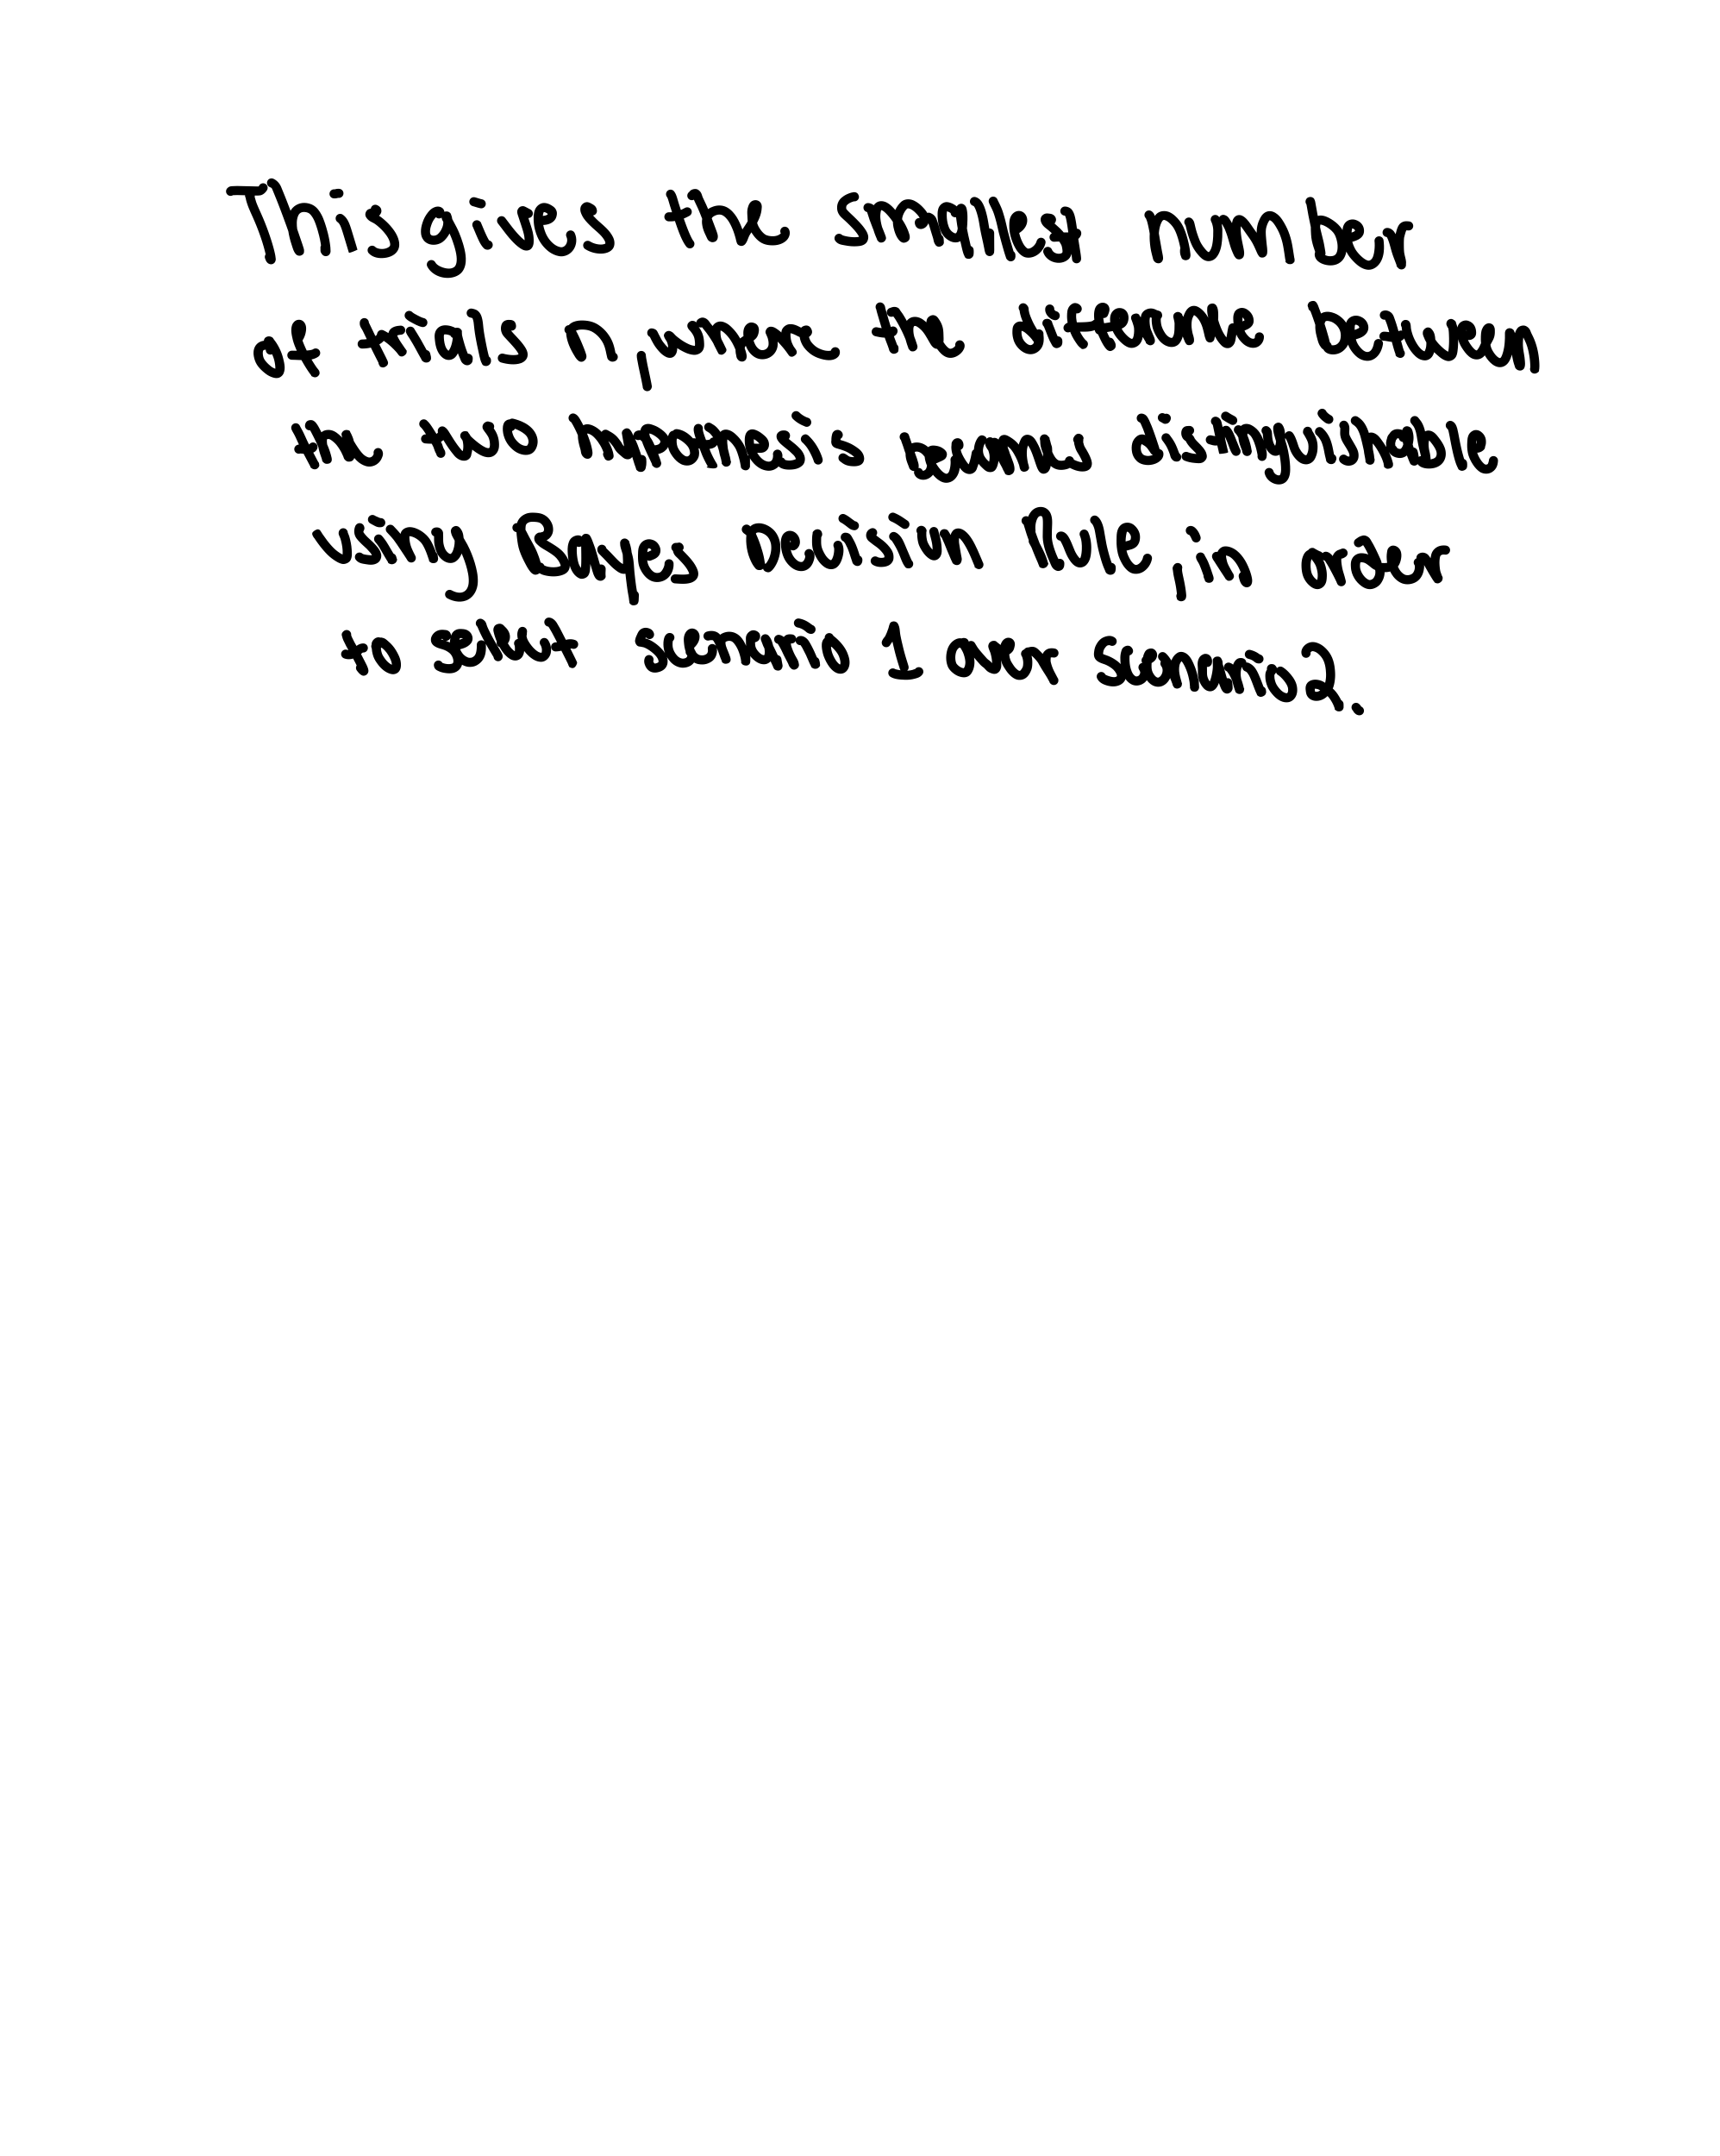 This gives the smallest number
of trials n, where the difference between
the two hypothesis becomes distinguishable
using Bayes Decision Rule, in order
to select scenario 1 over scenario 2.